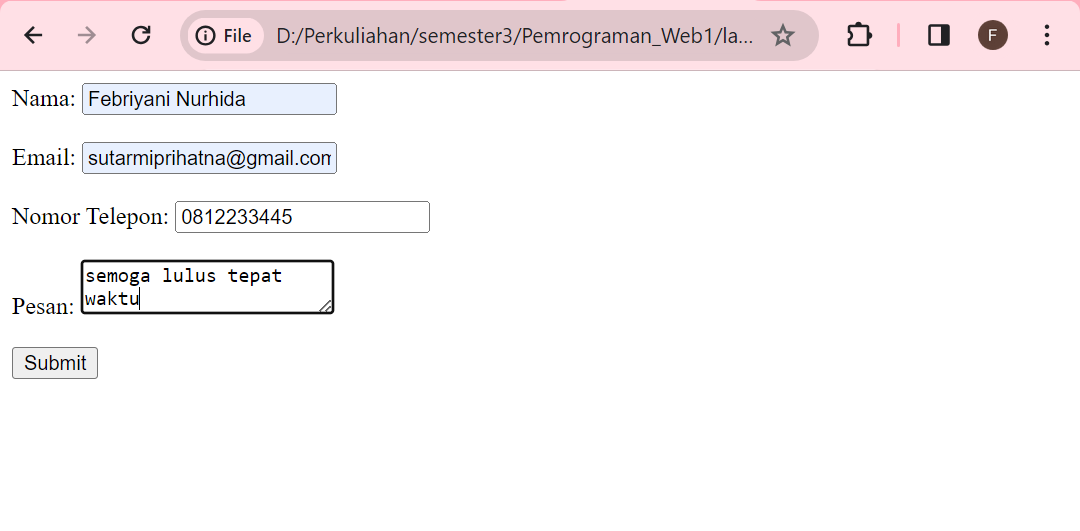 File D:/Perkuliahan/semester3/Pemrograman_Web1/la... F
Nama: Febriyani Nurhida
Email: sutarmiprihatna@gmail.com
Nomor Telepon: 0812233445
semoga lulus tepat
Pesan: waktu
Submit